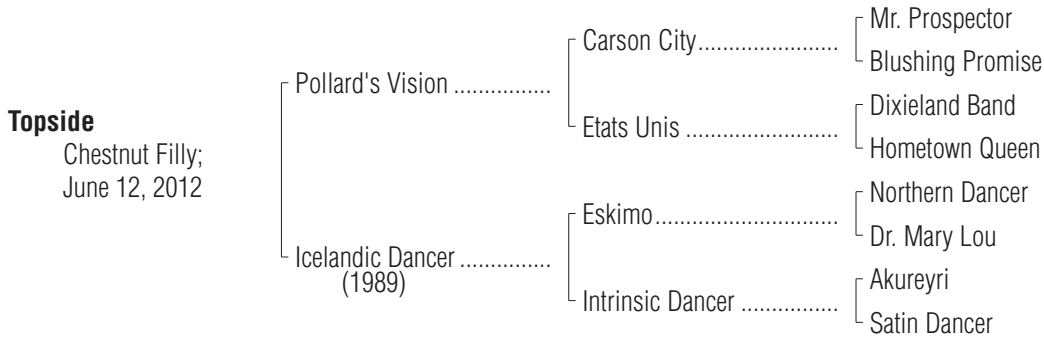 Topside
Chestnut Filly;
June 12, 2012
Pollard's Vision ................
Icelandic Dancer ...............
(1989)
Carson City.......................
Etats Unis .........................
Eskimo..............................
Intrinsic Dancer ................
Mr. Prospector
Blushing Promise
Dixieland Band
Hometown Queen
Northern Dancer
Dr. Mary Lou
Akureyri
Satin Dancer